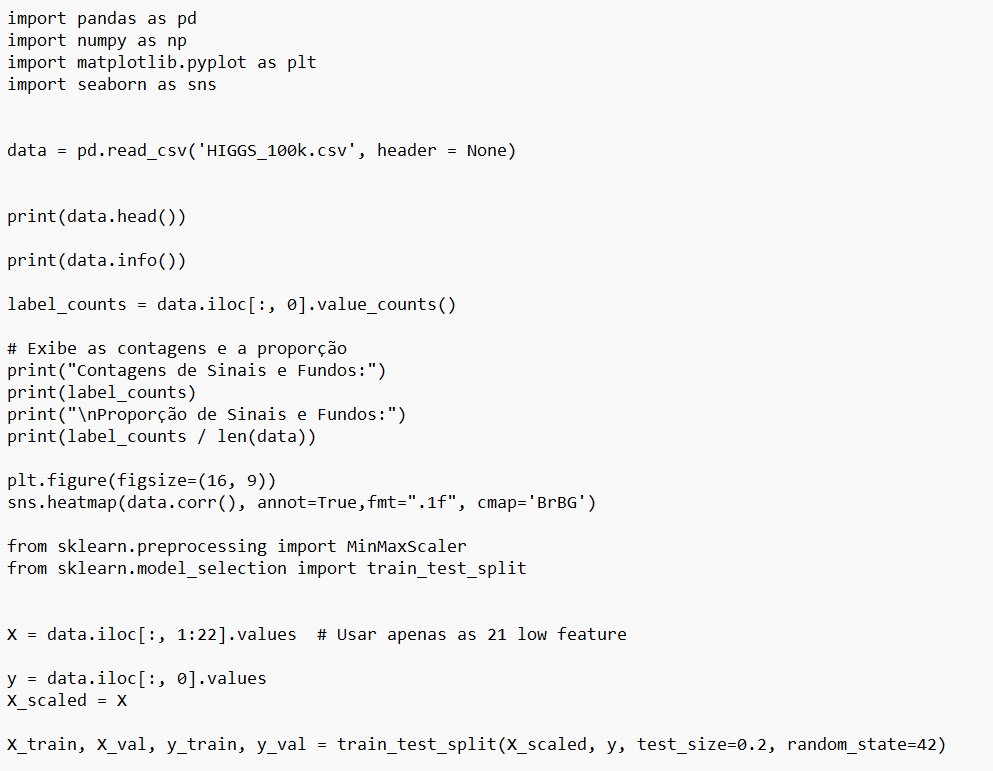 import pandas as pd
import numpy as np
import matplotlib.pyplot as plt
import seaborn as sns
data = pd.read_csv('HIGGS_100k.csv', header = None)
print(data.head())
print(data.info())
label_counts = data.iloc[:, 0].value_counts()
# Exibe as contagens e a proporção
print("Contagens de Sinais e Fundos:")
print(label_counts)
print("\nProporção de Sinais e Fundos:")
print(label_counts / len(data))
plt.figure(figsize=(16, 9))
sns.heatmap(data.corr(), annot=True,fmt=".1f", cmap='BrBG')
from sklearn.preprocessing import MinMaxScaler
from sklearn.model_selection import train_test_split
X = data.iloc[:, 1:22].values  # Usar apenas as 21 low feature
y = data.iloc[:, 0].values
X_scaled = X
X_train, X_val, y_train, y_val = train_test_split(X_scaled, y, test_size=0.2, random_state=42)